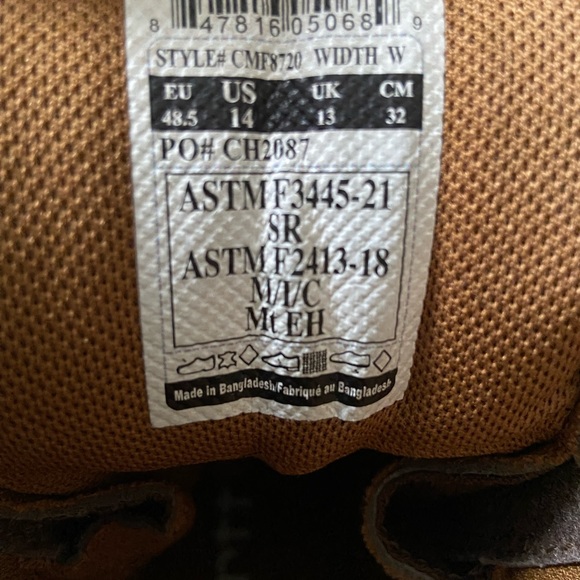 8 47816 05068 9
STYLE# CMF8720 WIDTH W
EU US UK CM
48.5 14 13 32
PO# CH2087
ASTM F3445-21
SR
ASTM F2413-18
M/I/C
Mt EH
Made in Bangladesh/Fabriqué au Bangladesh